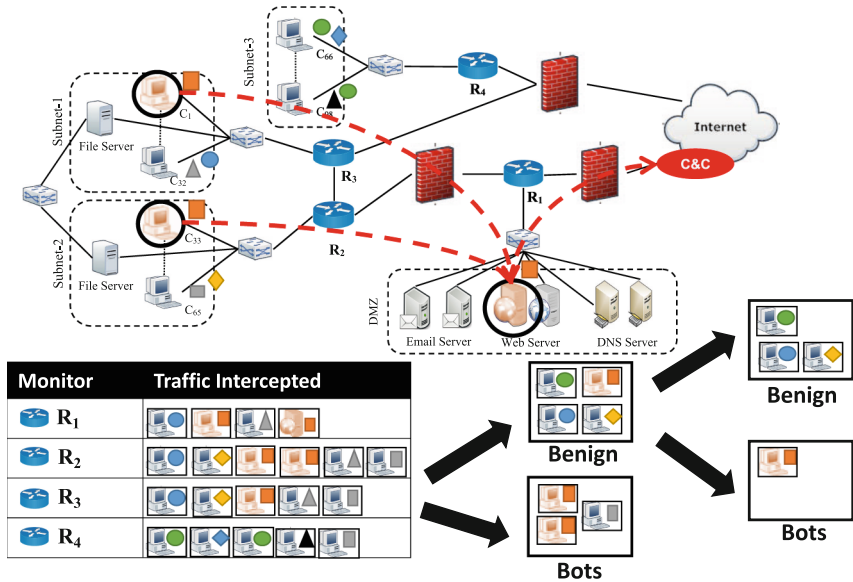 Subnet-3
C66
C98
R4
Internet
C&C
Subnet-1
File Server
C1
C32
R3
R1
R2
Subnet-2
File Server
C33
C65
DMZ
Email Server
Web Server
DNS Server
Monitor
Traffic Intercepted
R1
R2
R3
R4
Benign
Bots
Benign
Bots